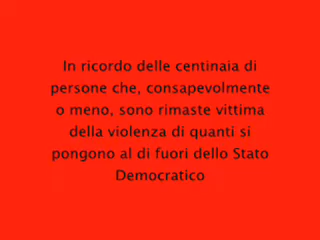 In ricordo delle centinaia di
persone che, consapevolmente
o meno, sono rimaste vittima
della violenza di quanti si
pongono al di fuori dello Stato
Democratico